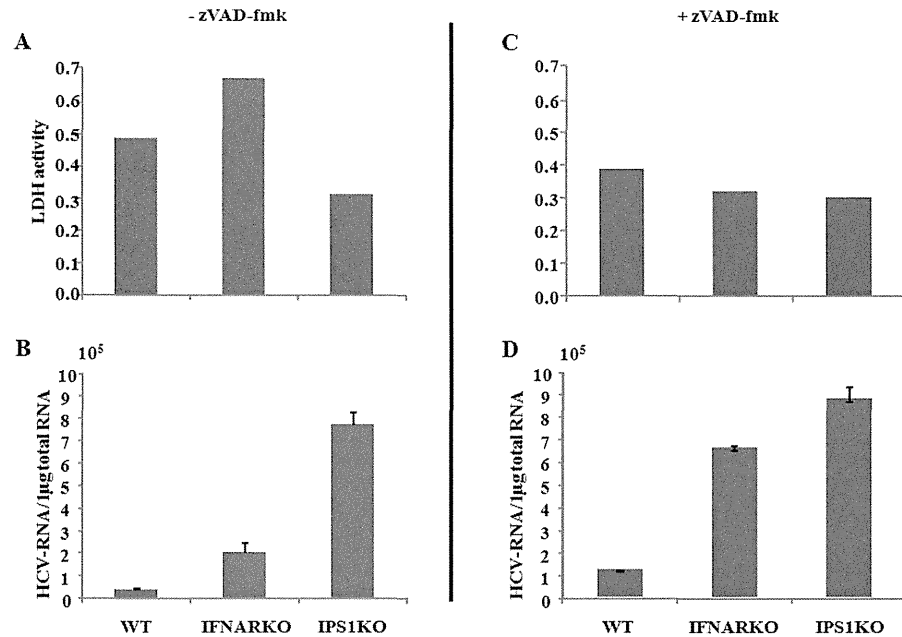 - zVAD-fmk
+ zVAD-fmk
A
LDH activity
0.7
0.6
0.5
0.4
0.3
0.2
0.1
0.0
C
0.7
0.6
0.5
0.4
0.3
0.2
0.1
0.0
B
10⁵
HCV-RNA/1µg total RNA
10
9
8
7
6
5
4
3
2
1
0
WT
IFNARKO
IPS1KO
D
10⁵
HCV-RNA/1µg total RNA
10
9
8
7
6
5
4
3
2
1
0
WT
IFNARKO
IPS1KO